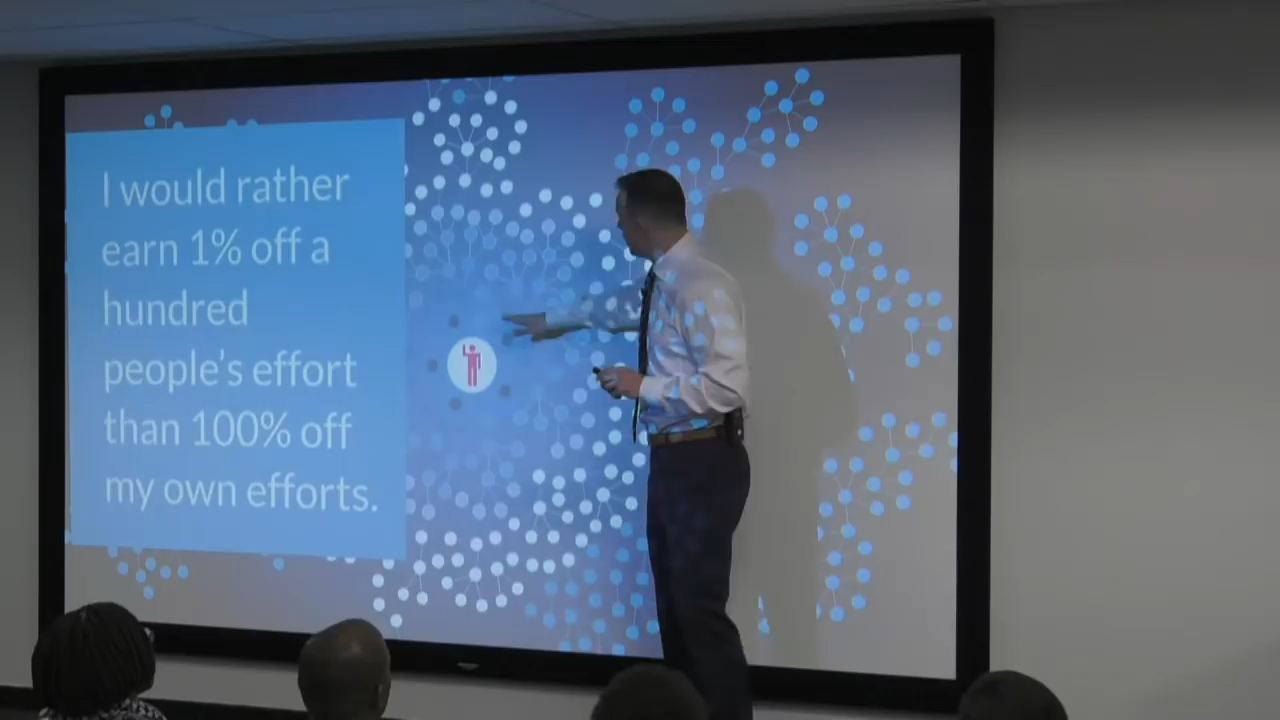 I would rather
earn 1% off a
hundred
people's effort
than 100% off
my own efforts.